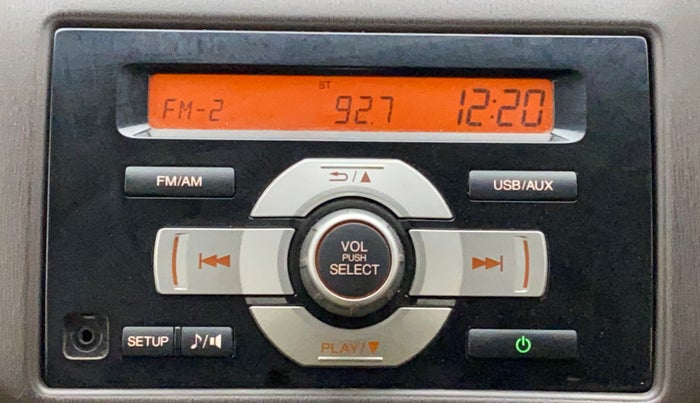 ST
FM-2 92.7 12:20
FM/AM
/▲
USB/AUX
VOL
PUSH
SELECT
SETUP
♪/
PLAY/▼